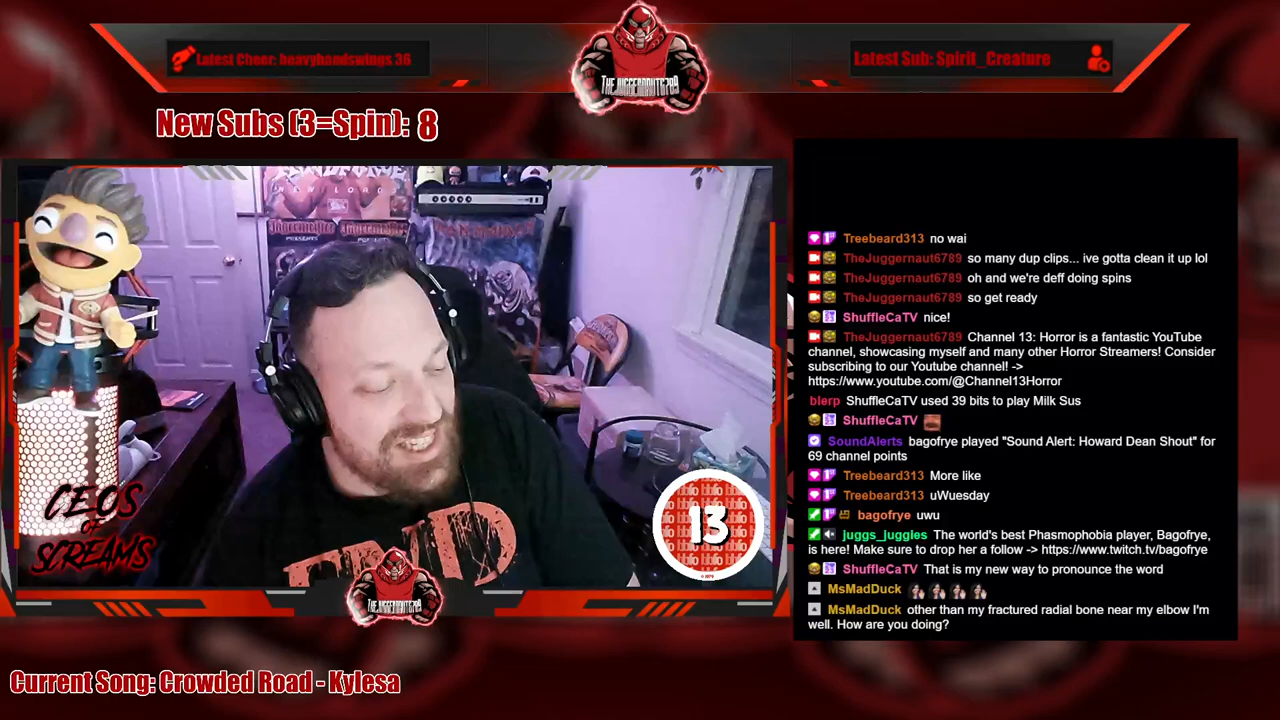 Latest Cheer: heavyhandswings 36
THEJUGGERNAUT6789
Latest Sub: Spirit_Creature
New Subs (3=Spin): 8
Jägermeister
Jägermeister
CEOS
OF
SCREAMS
13
THEJUGGERNAUT6789
Current Song: Crowded Road - Kylesa
Treebeard313 no wai
TheJuggernaut6789 so many dup clips... ive gotta clean it up lol
TheJuggernaut6789 oh and we're deff doing spins
TheJuggernaut6789 so get ready
ShuffleCaTV nice!
TheJuggernaut6789 Channel 13: Horror is a fantastic YouTube
channel, showcasing myself and many other Horror Streamers! Consider
subscribing to our Youtube channel! ->
https://www.youtube.com/@Channel13Horror
blerp ShuffleCaTV used 39 bits to play Milk Sus
ShuffleCaTV
SoundAlerts bagofrye played "Sound Alert: Howard Dean Shout" for
69 channel points
Treebeard313 More like
Treebeard313 uWuesday
bagofrye uwu
juggs_juggles The world's best Phasmophobia player, Bagofrye,
is here! Make sure to drop her a follow -> https://www.twitch.tv/bagofrye
ShuffleCaTV That is my new way to pronounce the word
MsMadDuck
MsMadDuck other than my fractured radial bone near my elbow I'm
well. How are you doing?